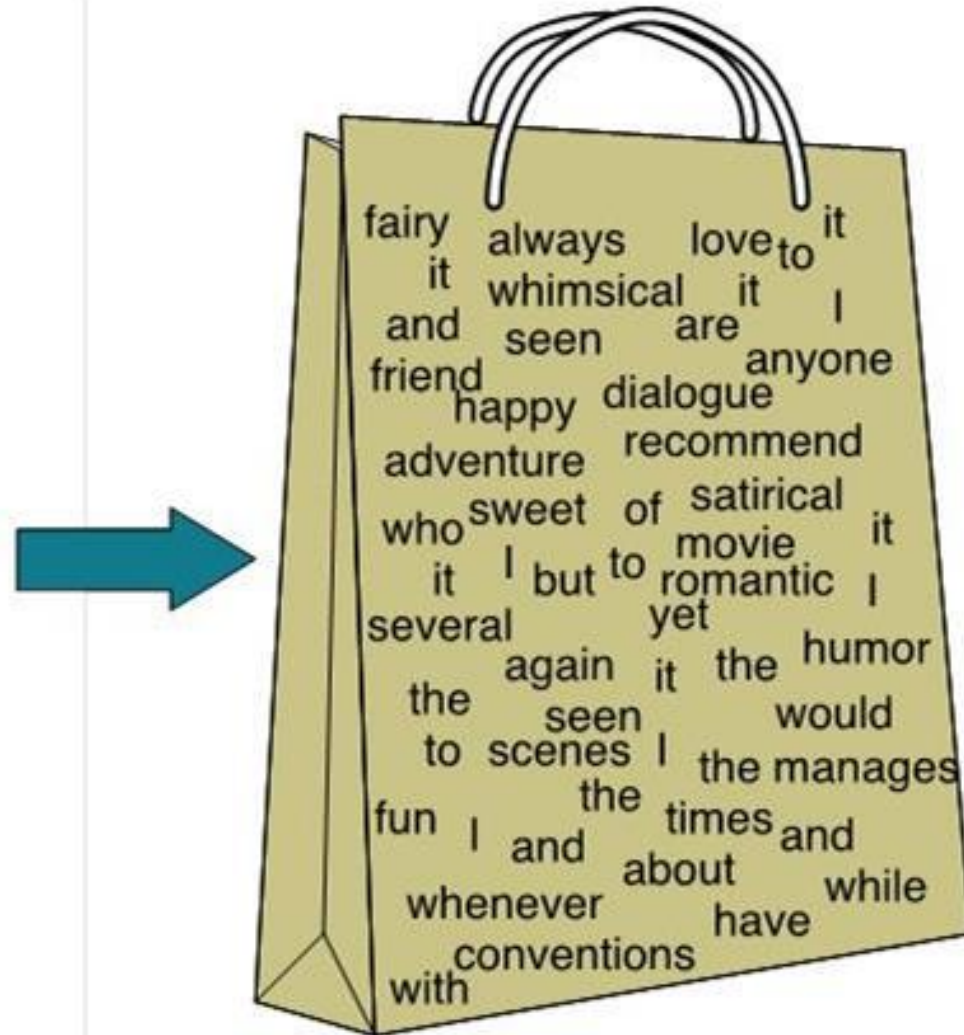 fairy always love to it
it whimsical it I
and seen are anyone
friend happy dialogue
adventure recommend
who sweet of satirical it
it I but to movie romantic I
several yet
again it the humor
the seen would
to scenes I the manages
fun I and the times and
whenever about while
conventions have
with